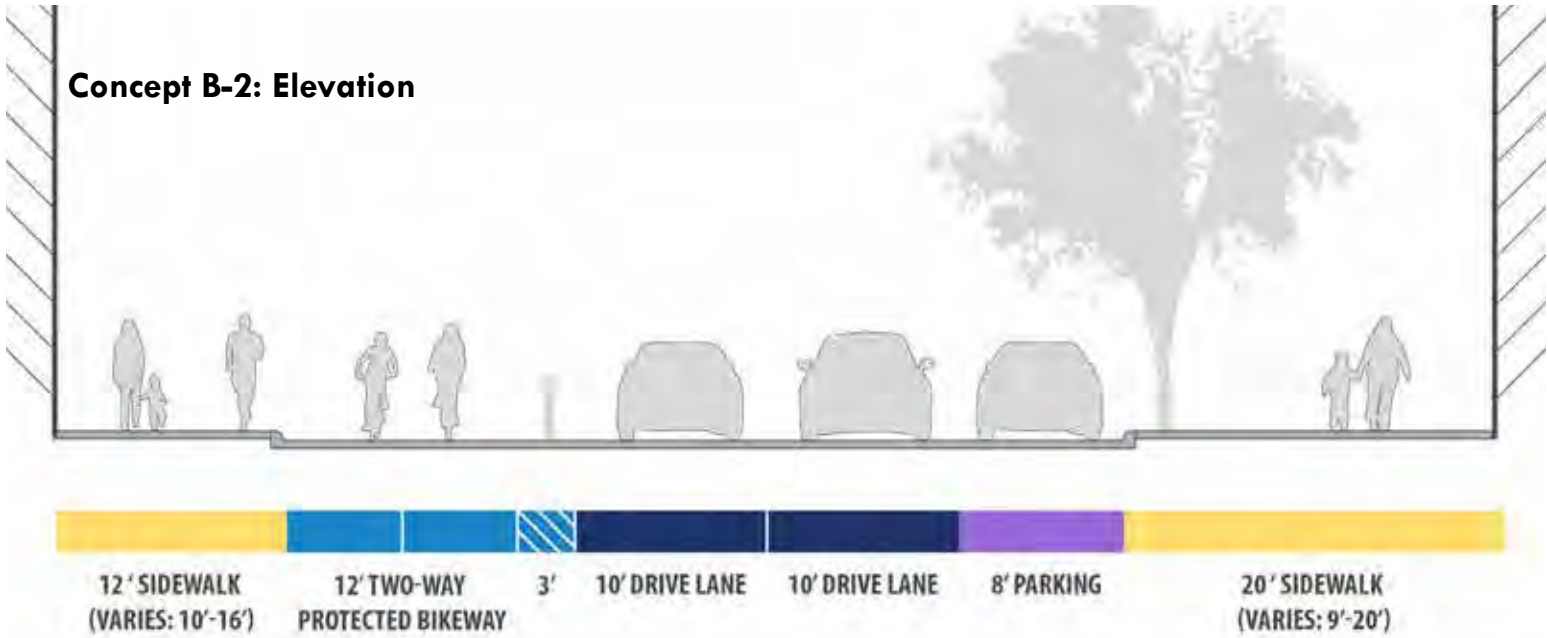 Concept B-2: Elevation
12' SIDEWALK
(VARIES: 10'-16')
12' TWO-WAY
PROTECTED BIKEWAY
3'
10' DRIVE LANE
10' DRIVE LANE
8' PARKING
20' SIDEWALK
(VARIES: 9'-20')